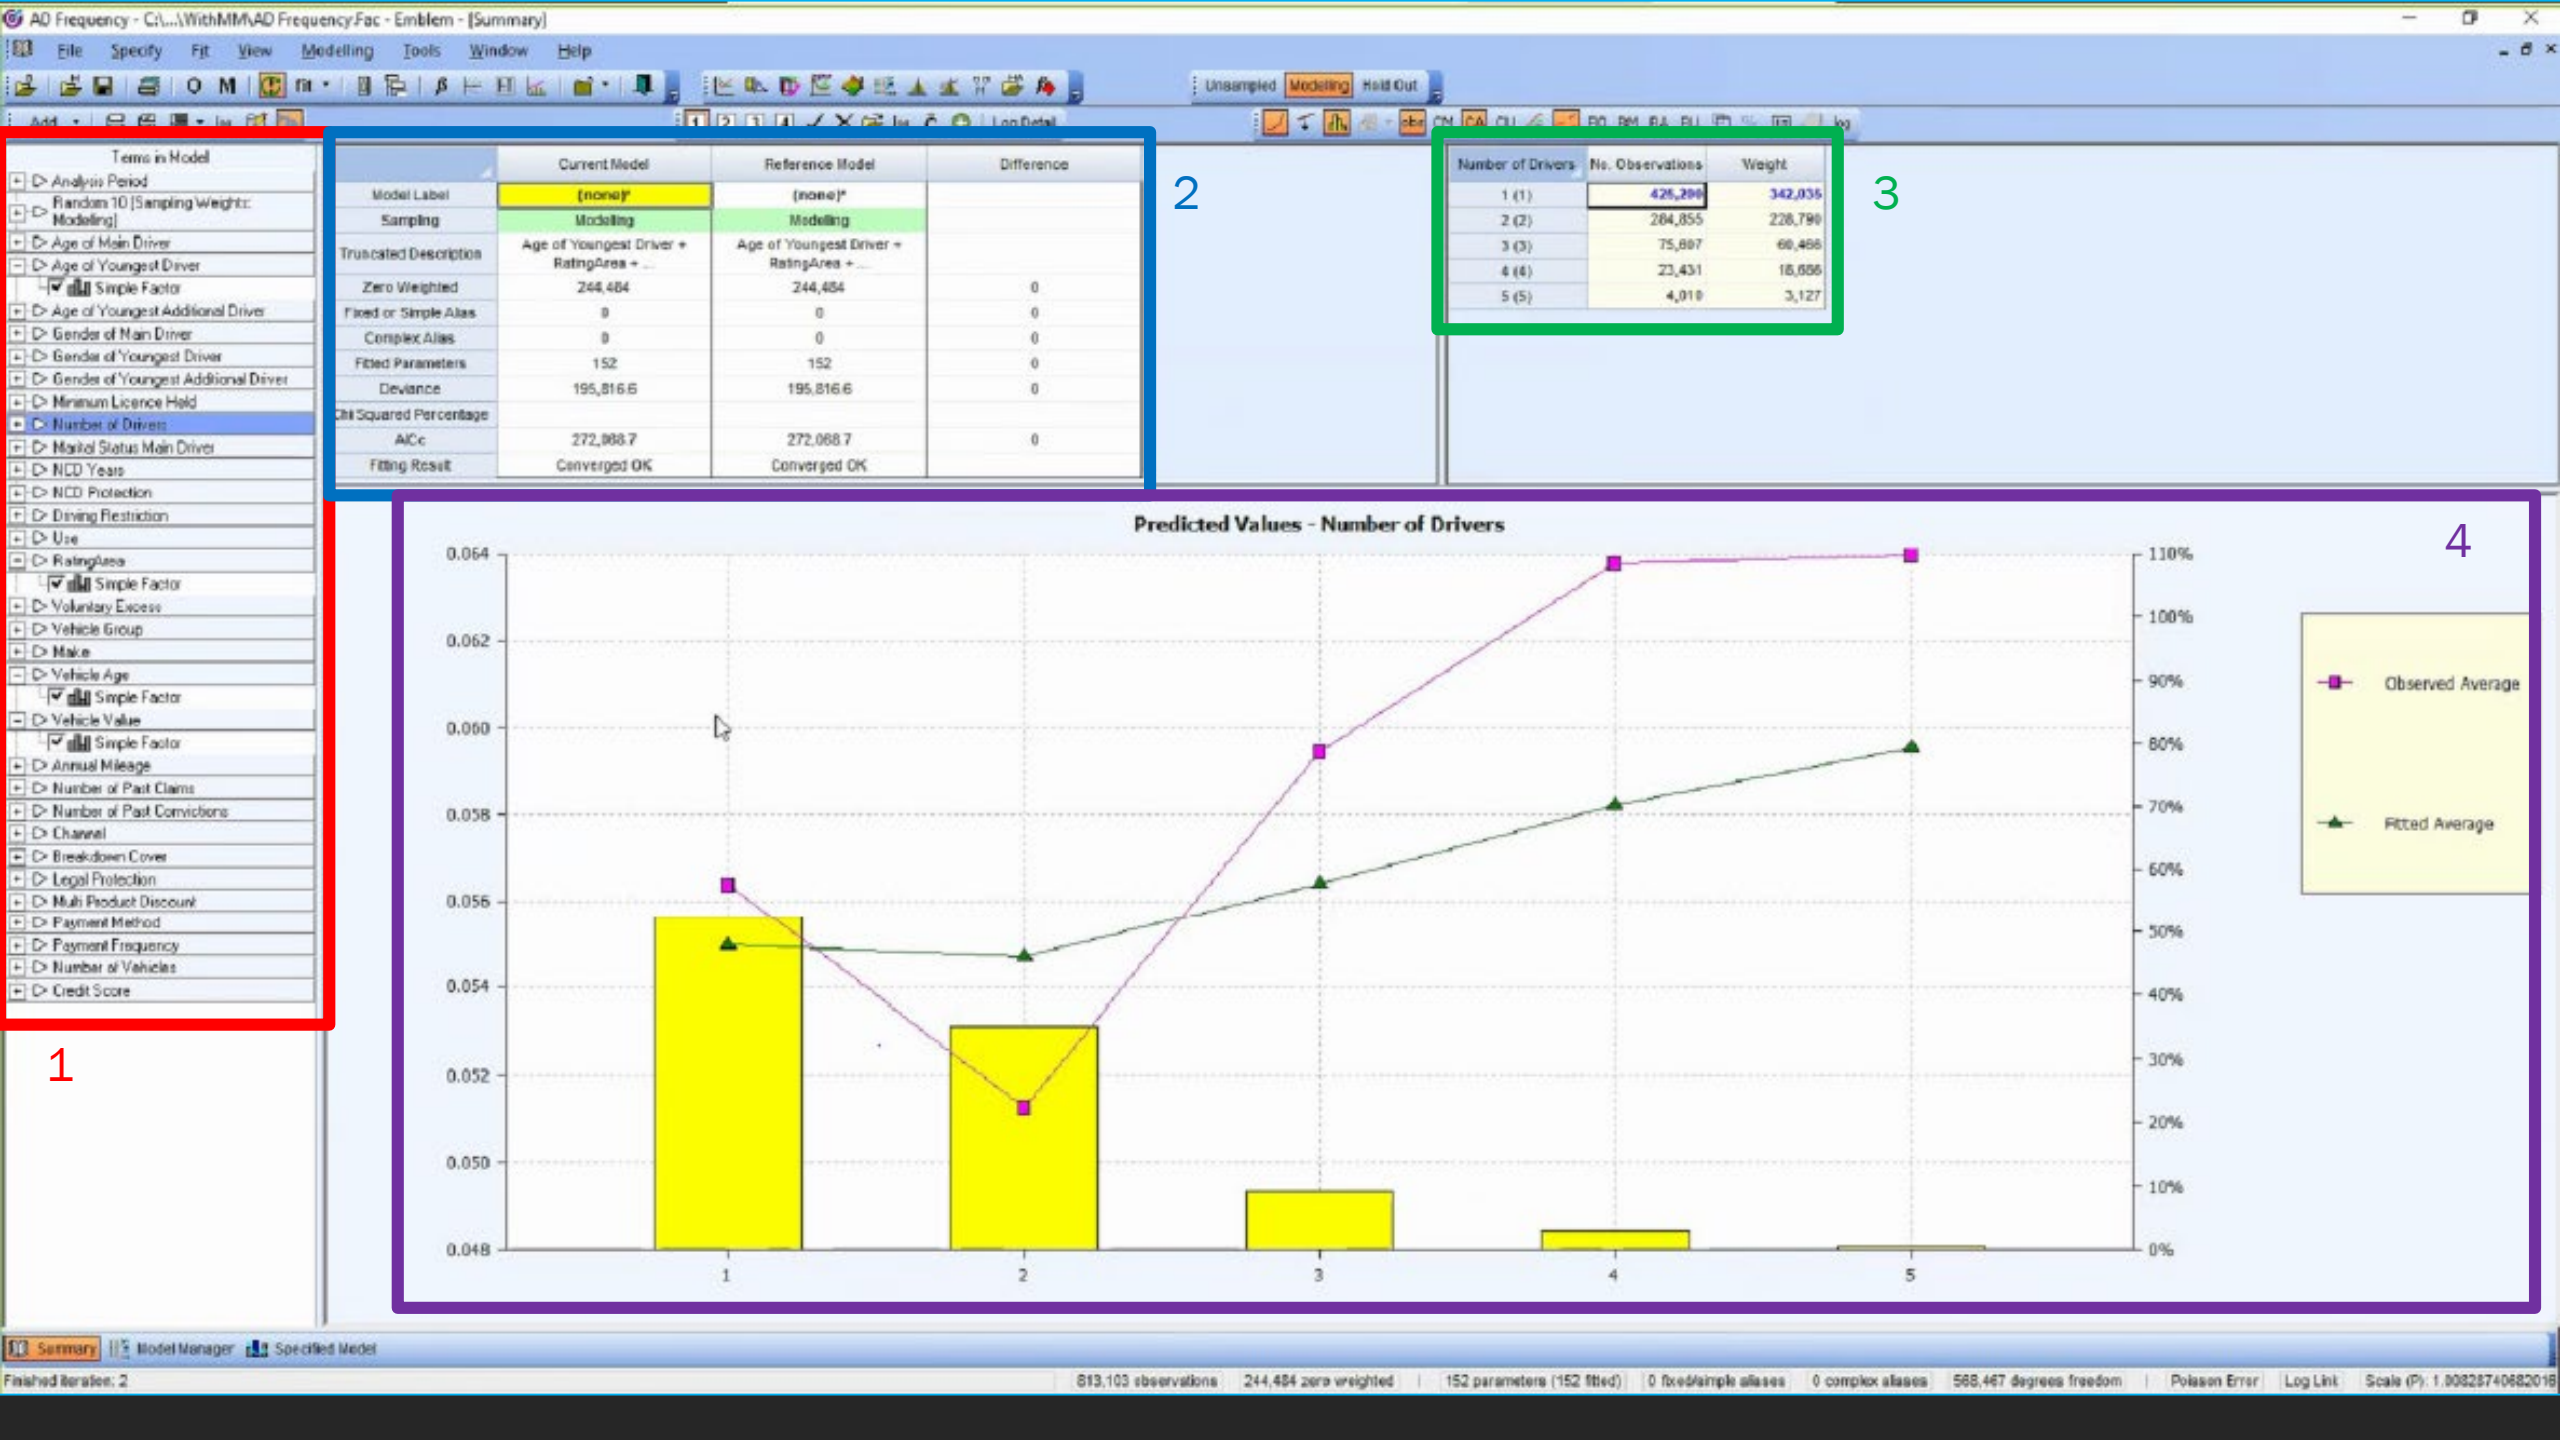 AD Frequency - C:\...\WithMM\AD Frequency.Fac - Emblem - [Summary]
File Specify Fit View Modelling Tools Window Help
O M fit β Unsampled Modelling Hold Out
Add 1 2 3 4 Log Detail
Terms in Model
Analysis Period
Random 10 [Sampling Weights:
Modeling]
Age of Main Driver
Age of Youngest Driver
Simple Factor
Age of Youngest Additional Driver
Gender of Main Driver
Gender of Youngest Driver
Gender of Youngest Additional Driver
Minimum Licence Held
Number of Drivers
Marital Status Main Driver
NCD Years
NCD Protection
Driving Restriction
Use
RatingArea
Simple Factor
Voluntary Excess
Vehicle Group
Make
Vehicle Age
Simple Factor
Vehicle Value
Simple Factor
Annual Mileage
Number of Past Claims
Number of Past Convictions
Channel
Breakdown Cover
Legal Protection
Multi Product Discount
Payment Method
Payment Frequency
Number of Vehicles
Credit Score
1
Current Model Reference Model Difference
Model Label (none)* (none)*
Sampling Modelling Modelling
Truncated Description Age of Youngest Driver + RatingArea + ... Age of Youngest Driver + RatingArea + ...
Zero Weighted 244,484 244,484 0
Fixed or Simple Alias 0 0 0
Complex Alias 0 0 0
Fitted Parameters 152 152 0
Deviance 195,816.6 195,816.6 0
Chi Squared Percentage
AICc 272,068.7 272,068.7 0
Fitting Result Converged OK Converged OK
2
Number of Drivers No. Observations Weight
1 (1) 342,035
2 (2) 284,855 228,790
3 (3) 75,607 60,466
4 (4) 23,431
5 (5) 4,010 3,127
3
Predicted Values - Number of Drivers
4
0.064
0.062
0.060
0.058
0.056
0.054
0.052
0.050
0.048
110%
100%
90%
80%
70%
60%
50%
40%
30%
20%
10%
0%
1 2 3 4 5
Observed Average
Fitted Average
Summary Model Manager Specified Model
Finished iteration: 2 813,103 observations 244,484 zero weighted 152 parameters (152 fitted) 0 fixed/simple aliases 0 complex aliases 568,467 degrees freedom Poisson Error Log Link Scale (P):